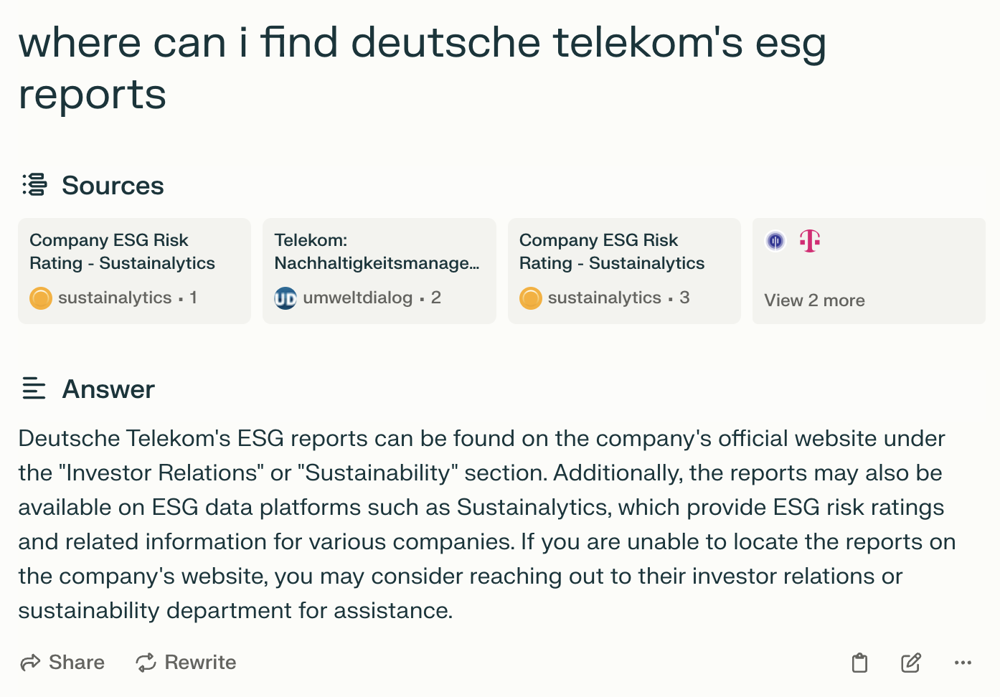 where can i find deutsche telekom's esg
reports
Sources
Company ESG Risk
Rating - Sustainalytics
sustainalytics · 1
Telekom:
Nachhaltigkeitsmanage...
UD umweltdialog · 2
Company ESG Risk
Rating - Sustainalytics
sustainalytics · 3
T
View 2 more
Answer
Deutsche Telekom's ESG reports can be found on the company's official website under
the "Investor Relations" or "Sustainability" section. Additionally, the reports may also be
available on ESG data platforms such as Sustainalytics, which provide ESG risk ratings
and related information for various companies. If you are unable to locate the reports on
the company's website, you may consider reaching out to their investor relations or
sustainability department for assistance.
Share Rewrite